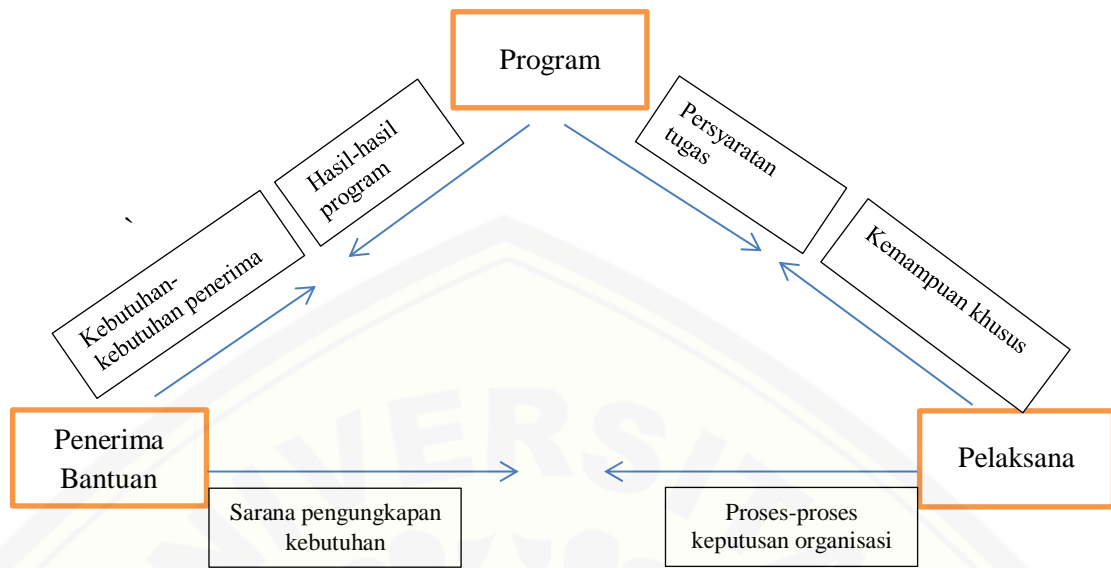 Program
Hasil-hasil
program
Persyaratan
tugas
Kebutuhan-
kebutuhan penerima
Kemampuan khusus
Penerima
Bantuan
Pelaksana
Sarana pengungkapan
kebutuhan
Proses-proses
keputusan organisasi
NIVERSIT